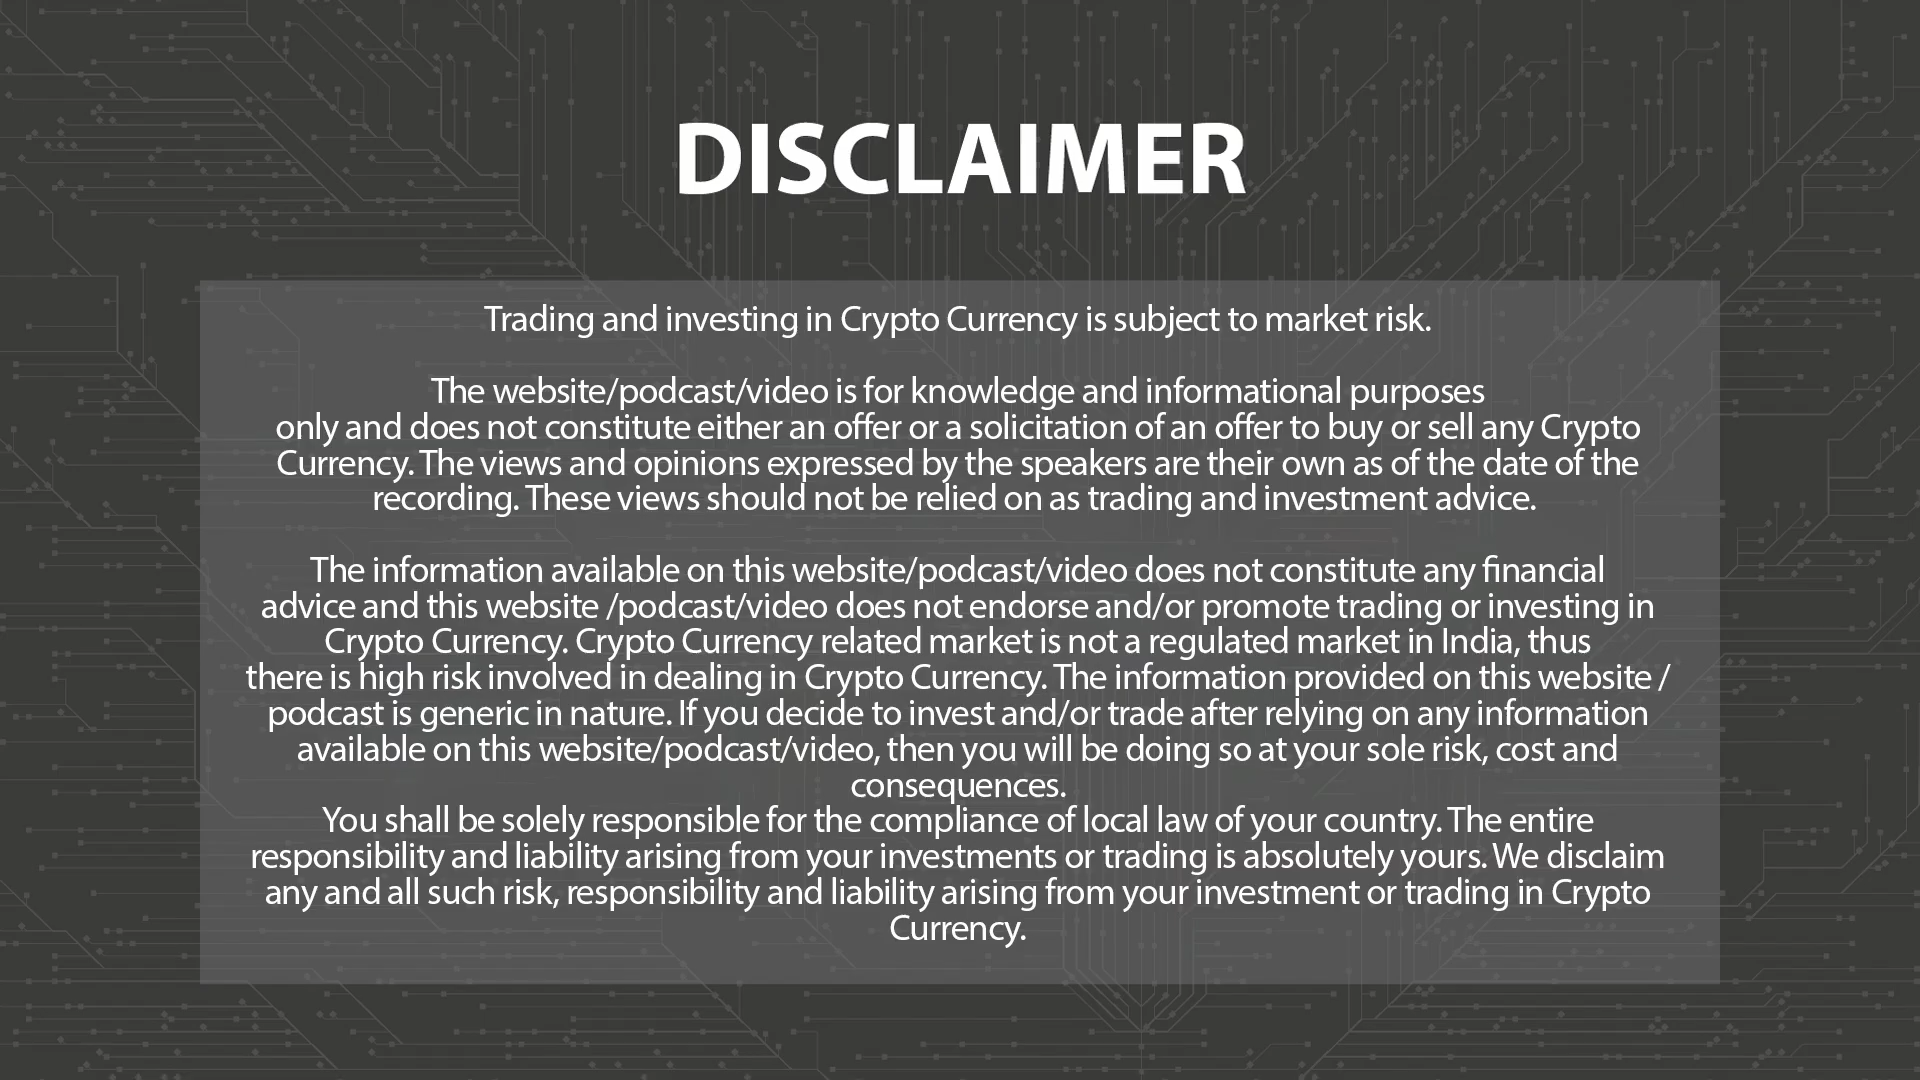 DISCLAIMER
Trading and investing in Crypto Currency is subject to market risk.
The website/podcast/video is for knowledge and informational purposes
only and does not constitute either an offer or a solicitation of an offer to buy or sell any Crypto
Currency. The views and opinions expressed by the speakers are their own as of the date of the
recording. These views should not be relied on as trading and investment advice.
The information available on this website/podcast/video does not constitute any financial
advice and this website /podcast/video does not endorse and/or promote trading or investing in
Crypto Currency. Crypto Currency related market is not a regulated market in India, thus
there is high risk involved in dealing in Crypto Currency. The information provided on this website /
podcast is generic in nature. If you decide to invest and/or trade after relying on any information
available on this website/podcast/video, then you will be doing so at your sole risk, cost and
consequences.
You shall be solely responsible for the compliance of local law of your country. The entire
responsibility and liability arising from your investments or trading is absolutely yours. We disclaim
any and all such risk, responsibility and liability arising from your investment or trading in Crypto
Currency.